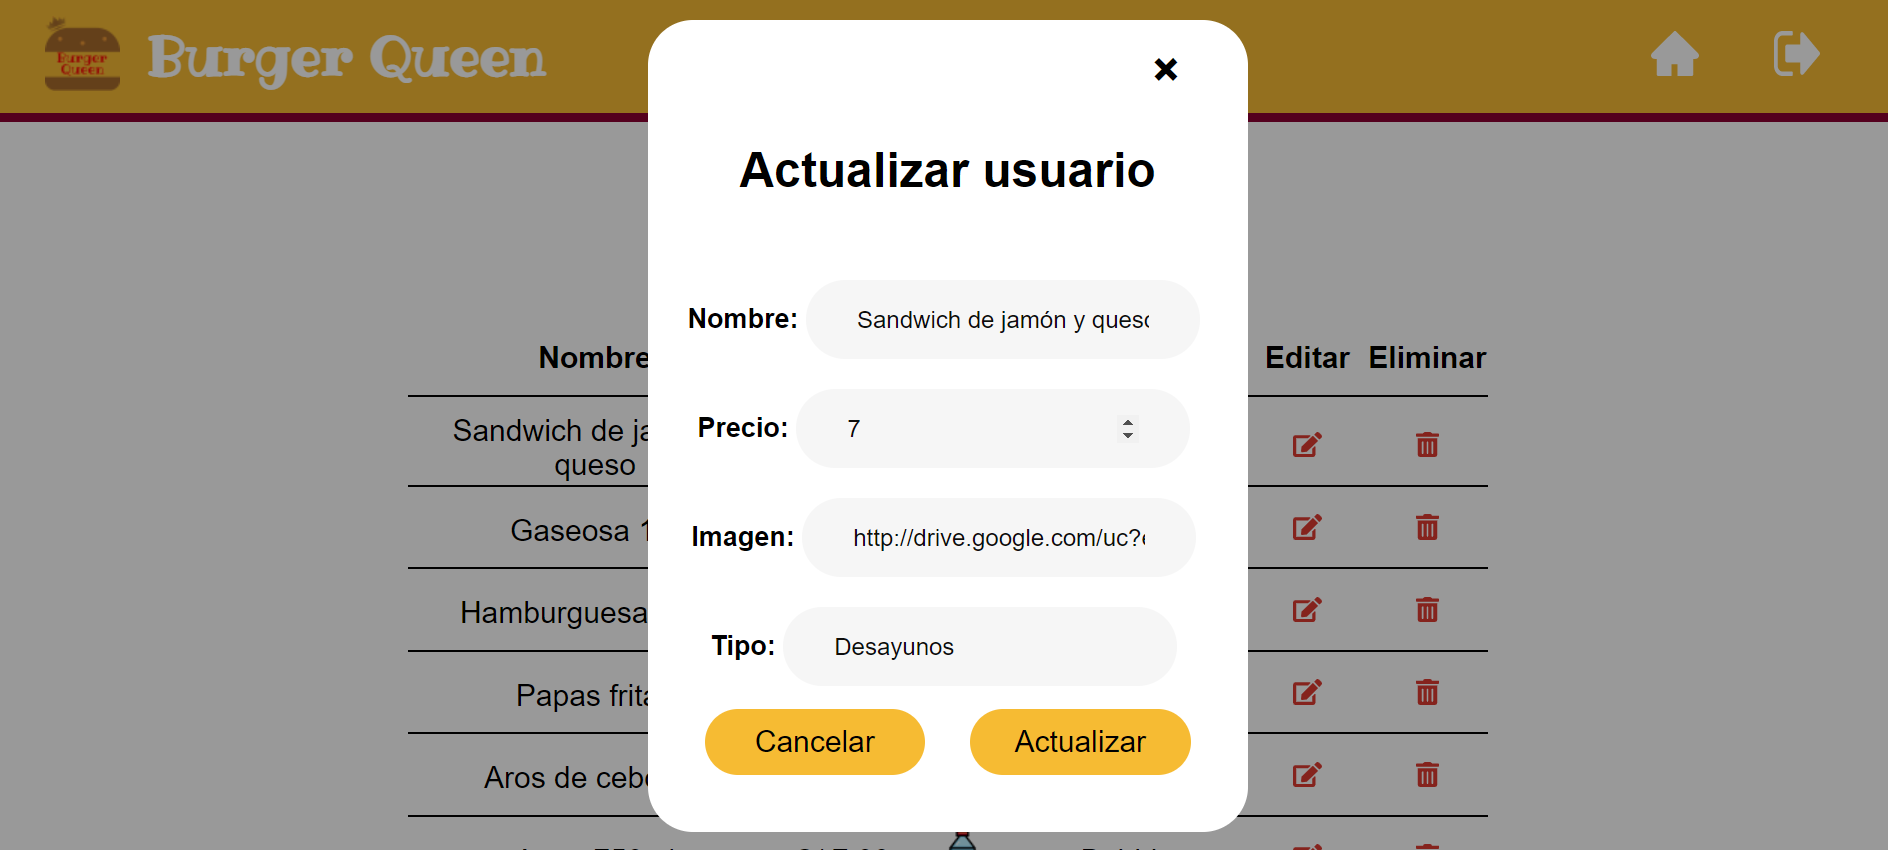 Burger
Queen
Burger Queen
Actualizar usuario
Nombre: Sandwich de jamón y queso
Precio: 7
Imagen: http://drive.google.com/uc?e
Tipo: Desayunos
Cancelar Actualizar
Nombre Editar Eliminar
Sandwich de ja
queso
Gaseosa 1
Hamburguesa
Papas frita
Aros de cebo